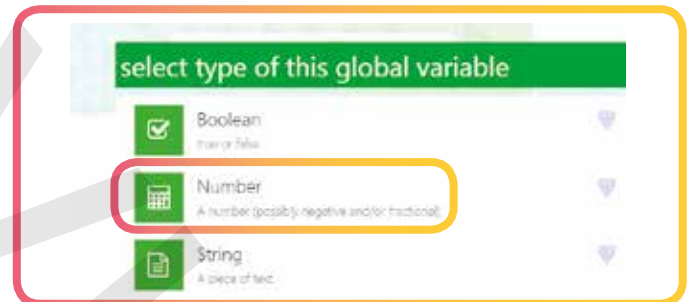 select type of this global variable
Boolean
true or false
Number
A number (possibly negative and/or fractional)
String
A piece of text